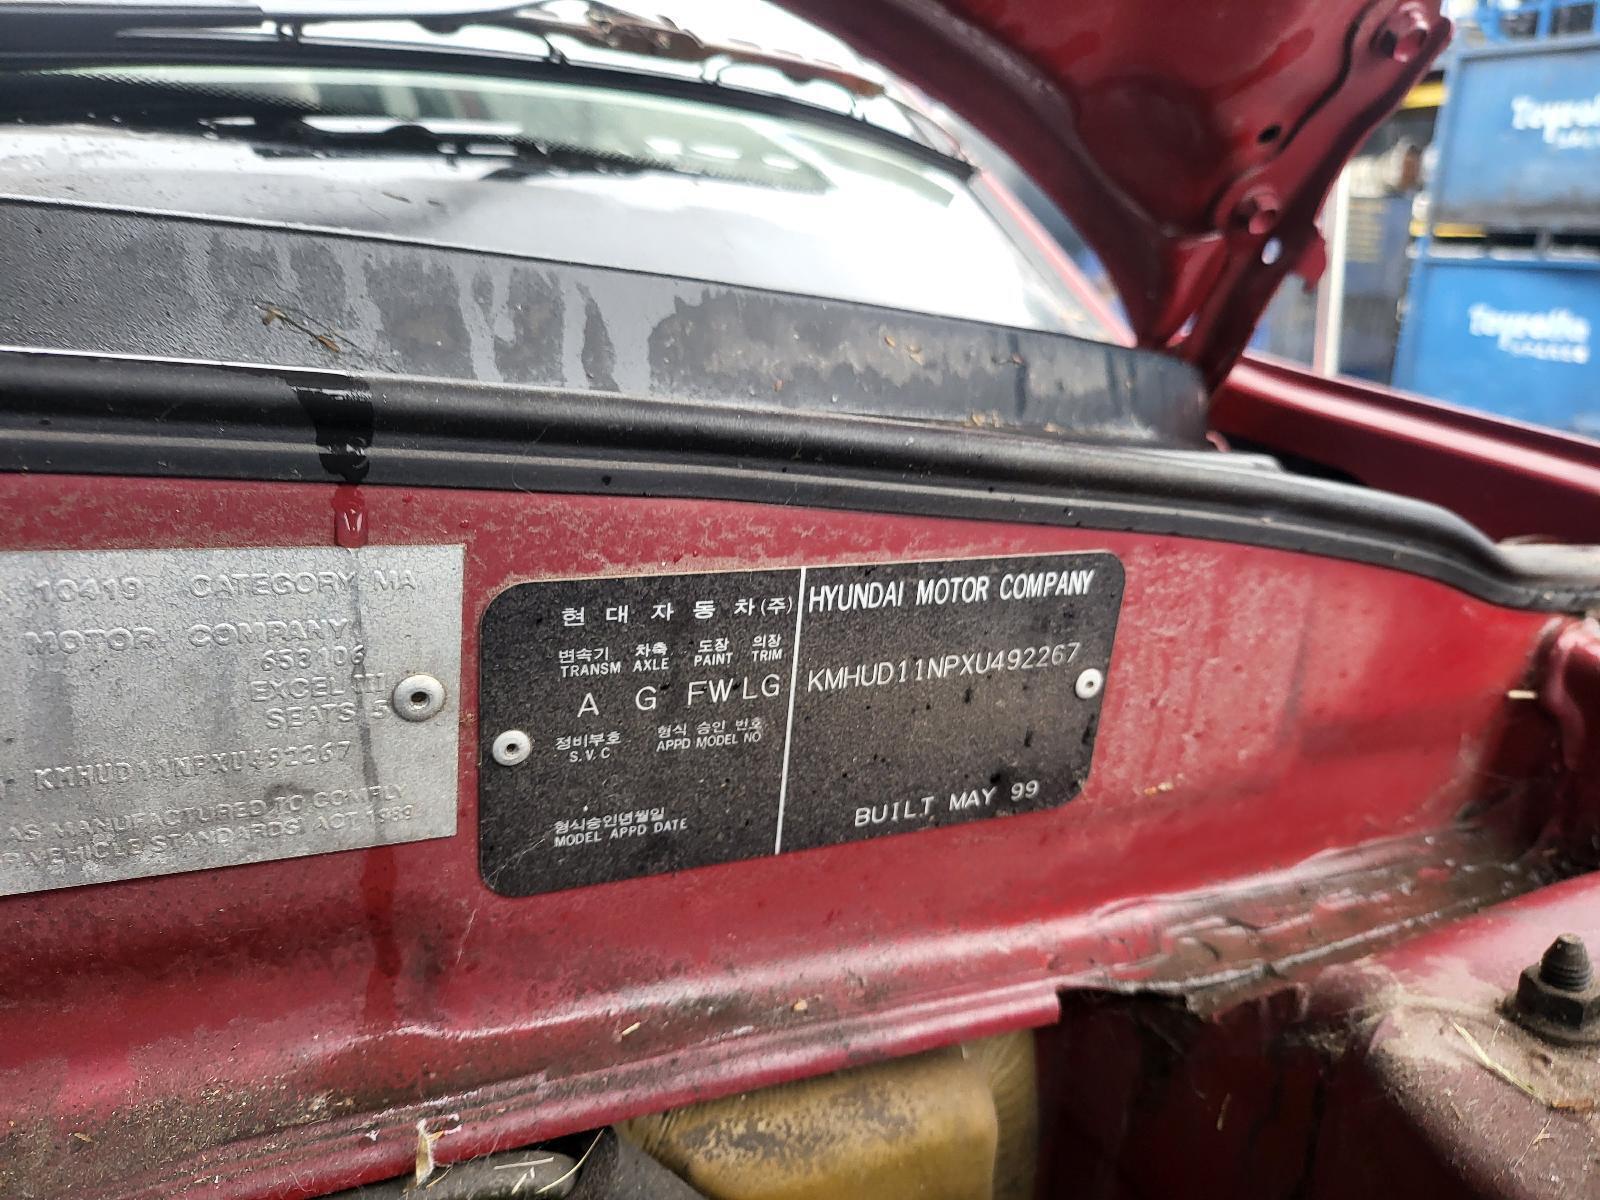 10419 CATEGORY MA
MOTOR COMPANY
653106
EXCEL III
SEATS 5
KMHUD11NPXU492267
AS MANUFACTURED TO COMPLY
VEHICLE STANDARDS ACT 1989
현대자동차(주)
변속기 차축 도장 의장
TRANSM AXLE PAINT TRIM
A G FW LG
정비부호 형식 승인 번호
S.V.C APPD MODEL NO
형식승인년월일
MODEL APPD DATE
HYUNDAI MOTOR COMPANY
KMHUD11NPXU492267
BUILT MAY 99